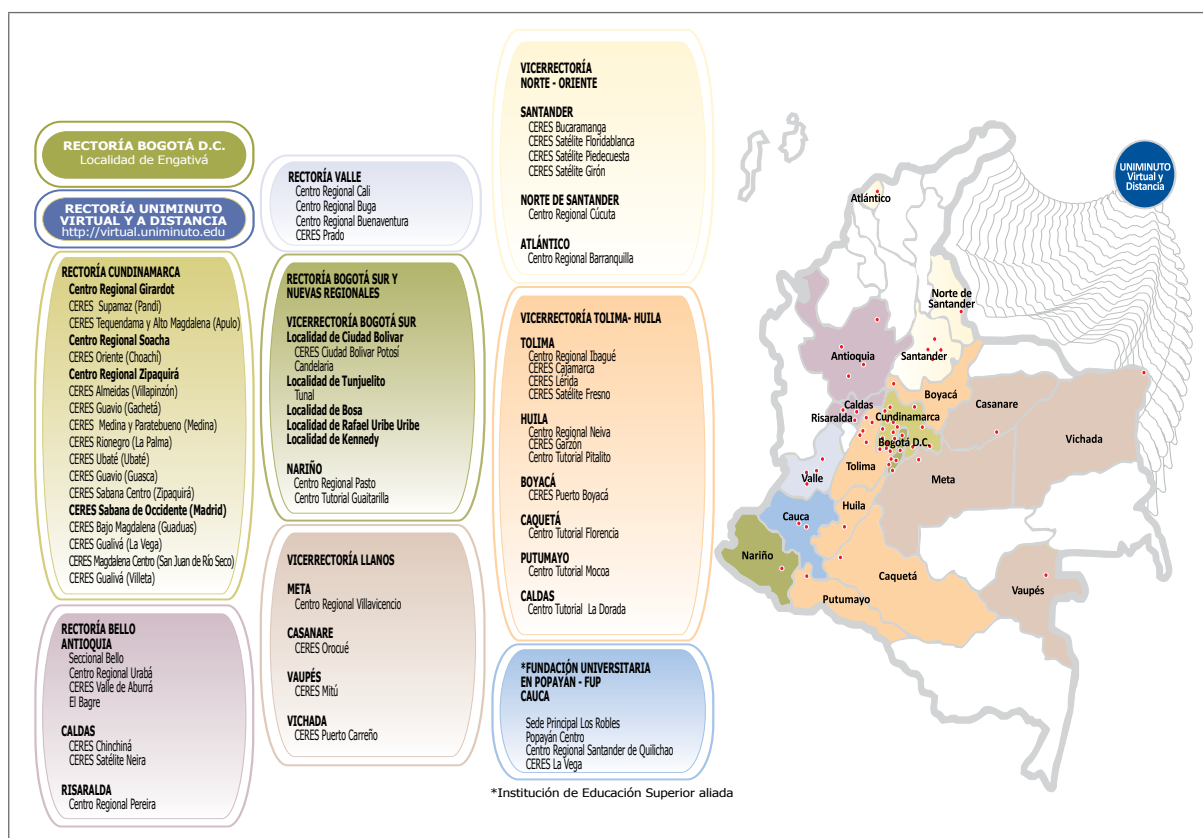 RECTORÍA BOGOTÁ D.C.
Localidad de Engativá
RECTORÍA UNIMINUTO
VIRTUAL Y A DISTANCIA
http://virtual.uniminuto.edu
RECTORÍA CUNDINAMARCA
Centro Regional Girardot
CERES Supamaz (Pandi)
CERES Tequendama y Alto Magdalena (Apulo)
Centro Regional Soacha
CERES Oriente (Choachí)
Centro Regional Zipaquirá
CERES Almeidas (Villapinzón)
CERES Guavio (Gachetá)
CERES Medina y Paratebueno (Medina)
CERES Rionegro (La Palma)
CERES Ubaté (Ubaté)
CERES Guavio (Guasca)
CERES Sabana Centro (Zipaquirá)
CERES Sabana de Occidente (Madrid)
CERES Bajo Magdalena (Guaduas)
CERES Gualivá (La Vega)
CERES Magdalena Centro (San Juan de Río Seco)
CERES Gualivá (Villeta)
RECTORÍA BELLO
ANTIOQUIA
Seccional Bello
Centro Regional Urabá
CERES Valle de Aburrá
El Bagre
CALDAS
CERES Chinchiná
CERES Satélite Neira
RISARALDA
Centro Regional Pereira
RECTORÍA VALLE
Centro Regional Cali
Centro Regional Buga
Centro Regional Buenaventura
CERES Prado
RECTORÍA BOGOTÁ SUR Y
NUEVAS REGIONALES
VICERRECTORÍA BOGOTÁ SUR
Localidad de Ciudad Bolivar
CERES Ciudad Bolivar Potosí
Candelaria
Localidad de Tunjuelito
Tunal
Localidad de Bosa
Localidad de Rafael Uribe Uribe
Localidad de Kennedy
NARIÑO
Centro Regional Pasto
Centro Tutorial Guaitarilla
VICERRECTORÍA LLANOS
META
Centro Regional Villavicencio
CASANARE
CERES Orocué
VAUPÉS
CERES Mitú
VICHADA
CERES Puerto Carreño
VICERRECTORÍA
NORTE - ORIENTE
SANTANDER
CERES Bucaramanga
CERES Satélite Floridablanca
CERES Satélite Piedecuesta
CERES Satélite Girón
NORTE DE SANTANDER
Centro Regional Cúcuta
ATLÁNTICO
Centro Regional Barranquilla
VICERRECTORÍA TOLIMA- HUILA
TOLIMA
Centro Regional Ibagué
CERES Cajamarca
CERES Lérida
CERES Satélite Fresno
HUILA
Centro Regional Neiva
CERES Garzón
Centro Tutorial Pitalito
BOYACÁ
CERES Puerto Boyacá
CAQUETÁ
Centro Tutorial Florencia
PUTUMAYO
Centro Tutorial Mocoa
CALDAS
Centro Tutorial La Dorada
*FUNDACIÓN UNIVERSITARIA
EN POPAYÁN - FUP
CAUCA
Sede Principal Los Robles
Popayán Centro
Centro Regional Santander de Quilichao
CERES La Vega
*Institución de Educación Superior aliada
UNIMINUTO
Virtual y
Distancia
Atlántico
Norte de
Santander
Antioquia
Santander
Boyacá
Caldas
Risaralda
Cundinamarca
Casanare
Bogotá D.C.
Vichada
Tolima
Valle
Meta
Huila
Cauca
Nariño
Caquetá
Vaupés
Putumayo